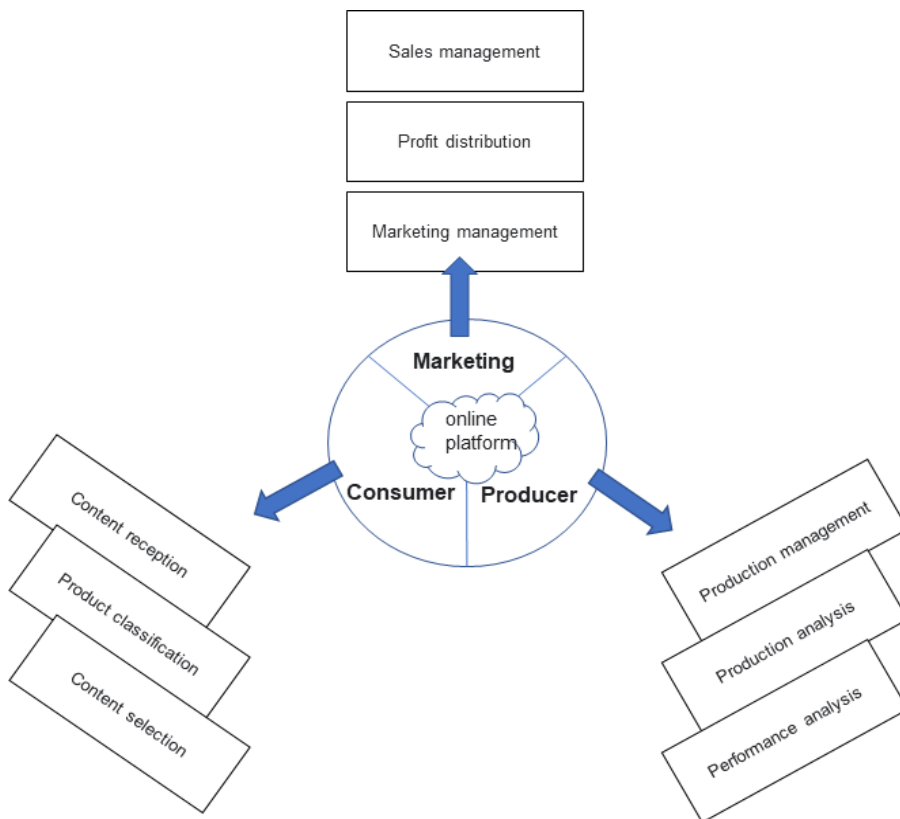 Sales management
Profit distribution
Marketing management
Marketing
online
platform
Consumer
Producer
Content reception
Product classification
Content selection
Production management
Production analysis
Performance analysis